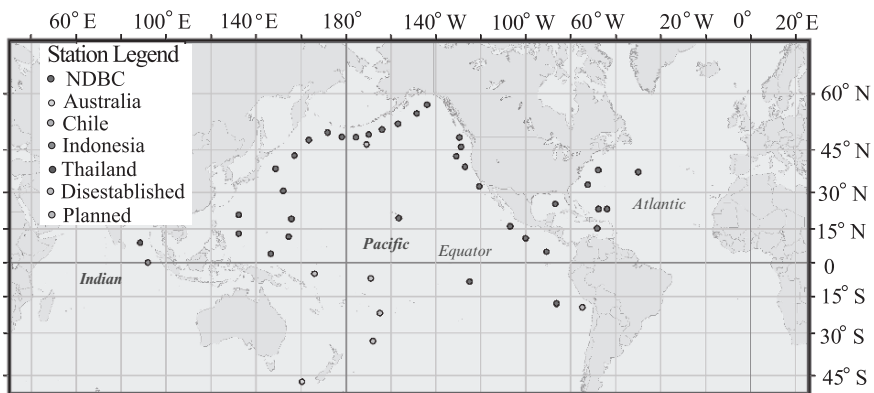 60° E 100° E 140° E 180° 140° W 100° W 60° W 20° W 0° 20° E
Station Legend
NDBC
Australia
Chile
Indonesia
Thailand
Disestablished
Planned
60° N
45° N
30° N
15° N
0
15° S
30° S
45° S
Atlantic
Pacific
Equator
Indian